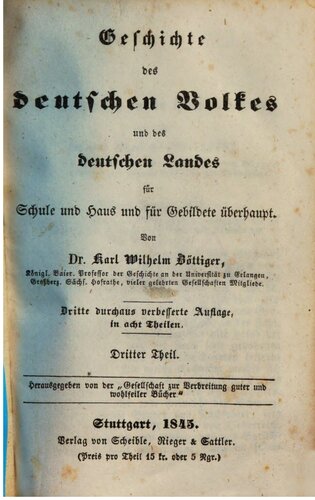 Geschichte
des
deutschen Volkes
und des
deutschen Landes
für
Schule und Haus und für Gebildete überhaupt.
Von
Dr. Karl Wilhelm Böttiger,
Königl. Baier. Professor der Geschichte an der Universität zu Erlangen,
Großherz. Sächs. Hofrathe, vieler gelehrten Gesellschaften Mitgliede.
Dritte durchaus verbesserte Auflage,
in acht Theilen.
Dritter Theil.
Herausgegeben von der „Gesellschaft zur Verbreitung guter und
wohlfeiler Bücher“
Stuttgart, 1845.
Verlag von Scheible, Rieger & Sattler.
(Preis pro Theil 15 kr. oder 5 Ngr.)